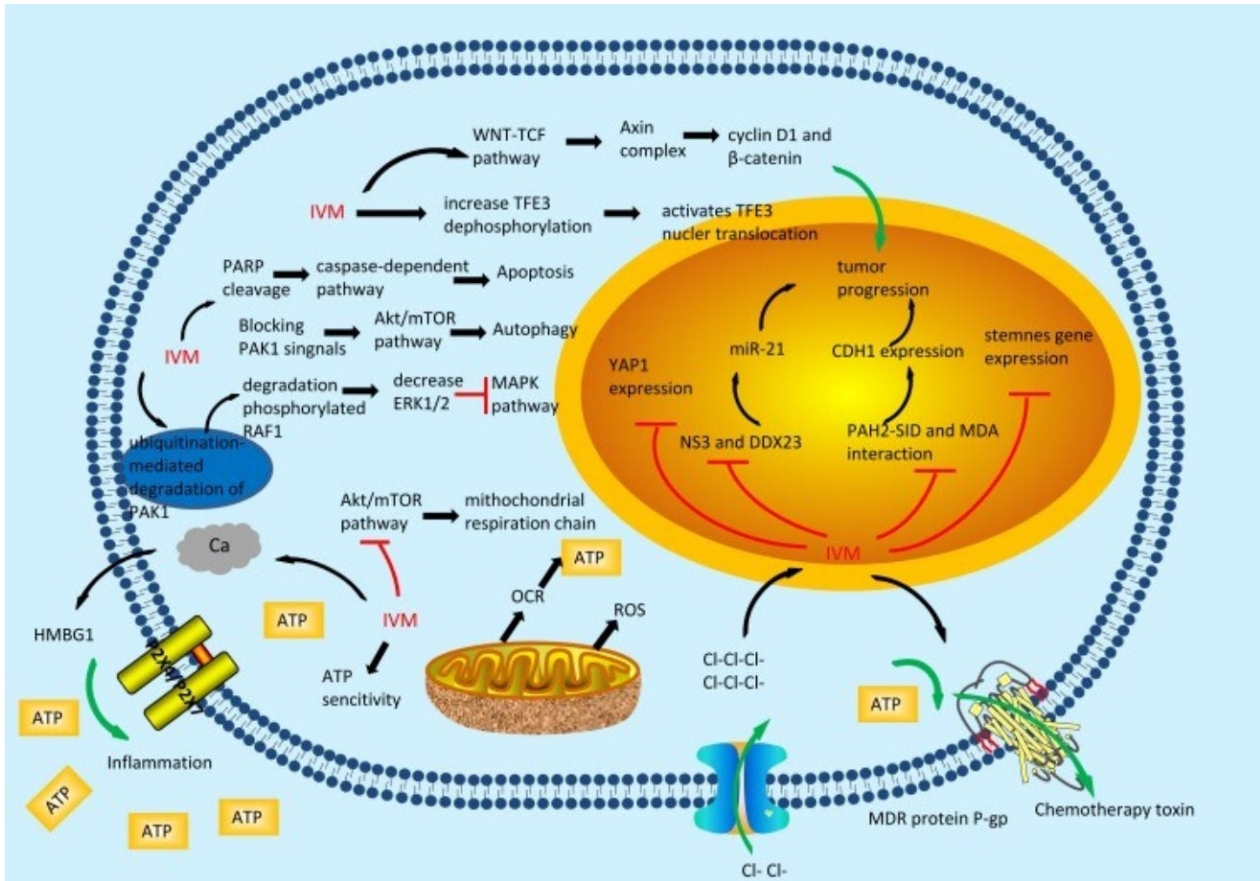 WNT-TCF
pathway
Axin
complex
cyclin D1 and
β-catenin
IVM
increase TFE3
dephosphorylation
activates TFE3
nucler translocation
PARP
cleavage
caspase-dependent
pathway
Apoptosis
IVM
Blocking
PAK1 singnals
Akt/mTOR
pathway
Autophagy
degradation
phosphorylated
RAF1
decrease
ERK1/2
MAPK
pathway
ubiquitination-
mediated
degradation of
PAK1
tumor
progression
miR-21
CDH1 expression
stemnes gene
expression
YAP1
expression
NS3 and DDX23
PAH2-SID and MDA
interaction
IVM
Akt/mTOR
pathway
mithochondrial
respiration chain
Ca
ATP
ATP
OCR
ROS
IVM
HMBG1
P2X4/P2X7
ATP
sencitivity
ATP
Inflammation
ATP
ATP
ATP
Cl-Cl-Cl-
Cl-Cl-Cl-
ATP
MDR protein P-gp
Chemotherapy toxin
Cl- Cl-